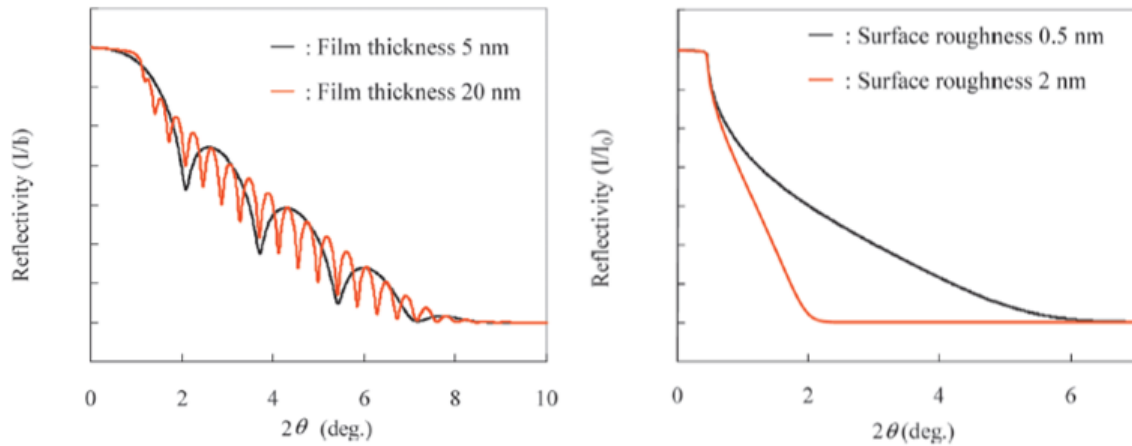 — : Film thickness 5 nm
— : Film thickness 20 nm
Reflectivity (I/I₀)
0 2 4 6 8 10
2θ (deg.)
— : Surface roughness 0.5 nm
— : Surface roughness 2 nm
Reflectivity (I/I₀)
0 2 4 6
2θ(deg.)